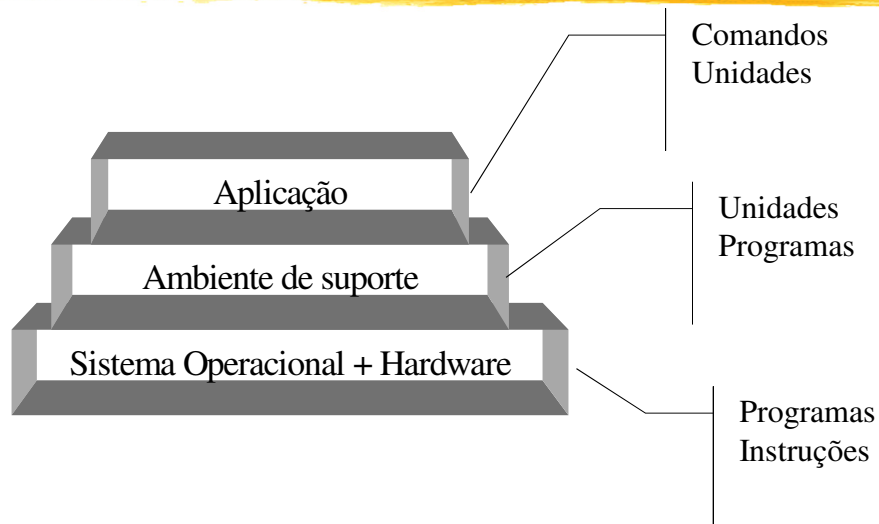 Comandos
Unidades
Aplicação
Unidades
Programas
Ambiente de suporte
Sistema Operacional + Hardware
Programas
Instruções